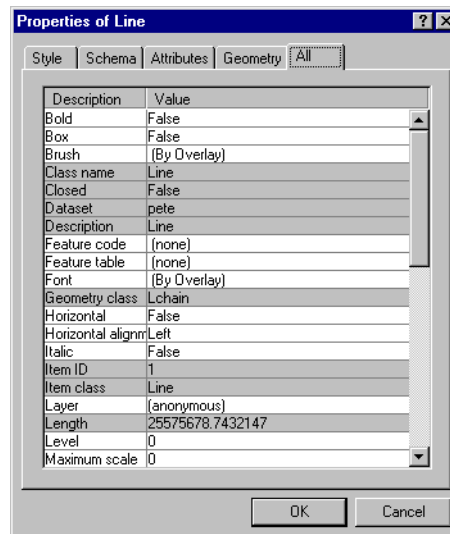 Properties of Line
Style Schema Attributes Geometry All
Description Value
Bold False
Box False
Brush (By Overlay)
Class name Line
Closed False
Dataset pete
Description Line
Feature code (none)
Feature table (none)
Font (By Overlay)
Geometry class Lchain
Horizontal False
Horizontal alignm Left
Italic False
Item ID 1
Item class Line
Layer (anonymous)
Length 25575678.7432147
Level 0
Maximum scale 0
OK Cancel